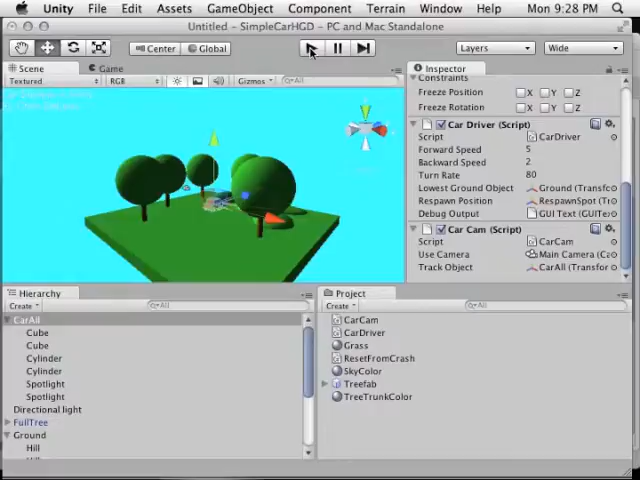 Unity File Edit Assets GameObject Component Terrain Window Help Mon 9:28 PM
Untitled - SimpleCarHGD - PC and Mac Standalone
Center Global Layers Wide
Scene Game
Textured RGB Gizmos All
Inspector
Constraints
Freeze Position X Y Z
Freeze Rotation X Y Z
Car Driver (Script)
Script CarDriver
Forward Speed 5
Backward Speed 2
Turn Rate 80
Lowest Ground Object Ground (Transfo
Respawn Position RespawnSpot (Tr
Debug Output GUI Text (GUITe
Car Cam (Script)
Script CarCam
Use Camera Main Camera (Ca
Track Object CarAll (Transfor
Hierarchy
Create All
CarAll
Cube
Cube
Cylinder
Cylinder
Spotlight
Spotlight
Directional light
FullTree
Ground
Hill
Project
Create All
CarCam
CarDriver
Grass
ResetFromCrash
SkyColor
Treefab
TreeTrunkColor